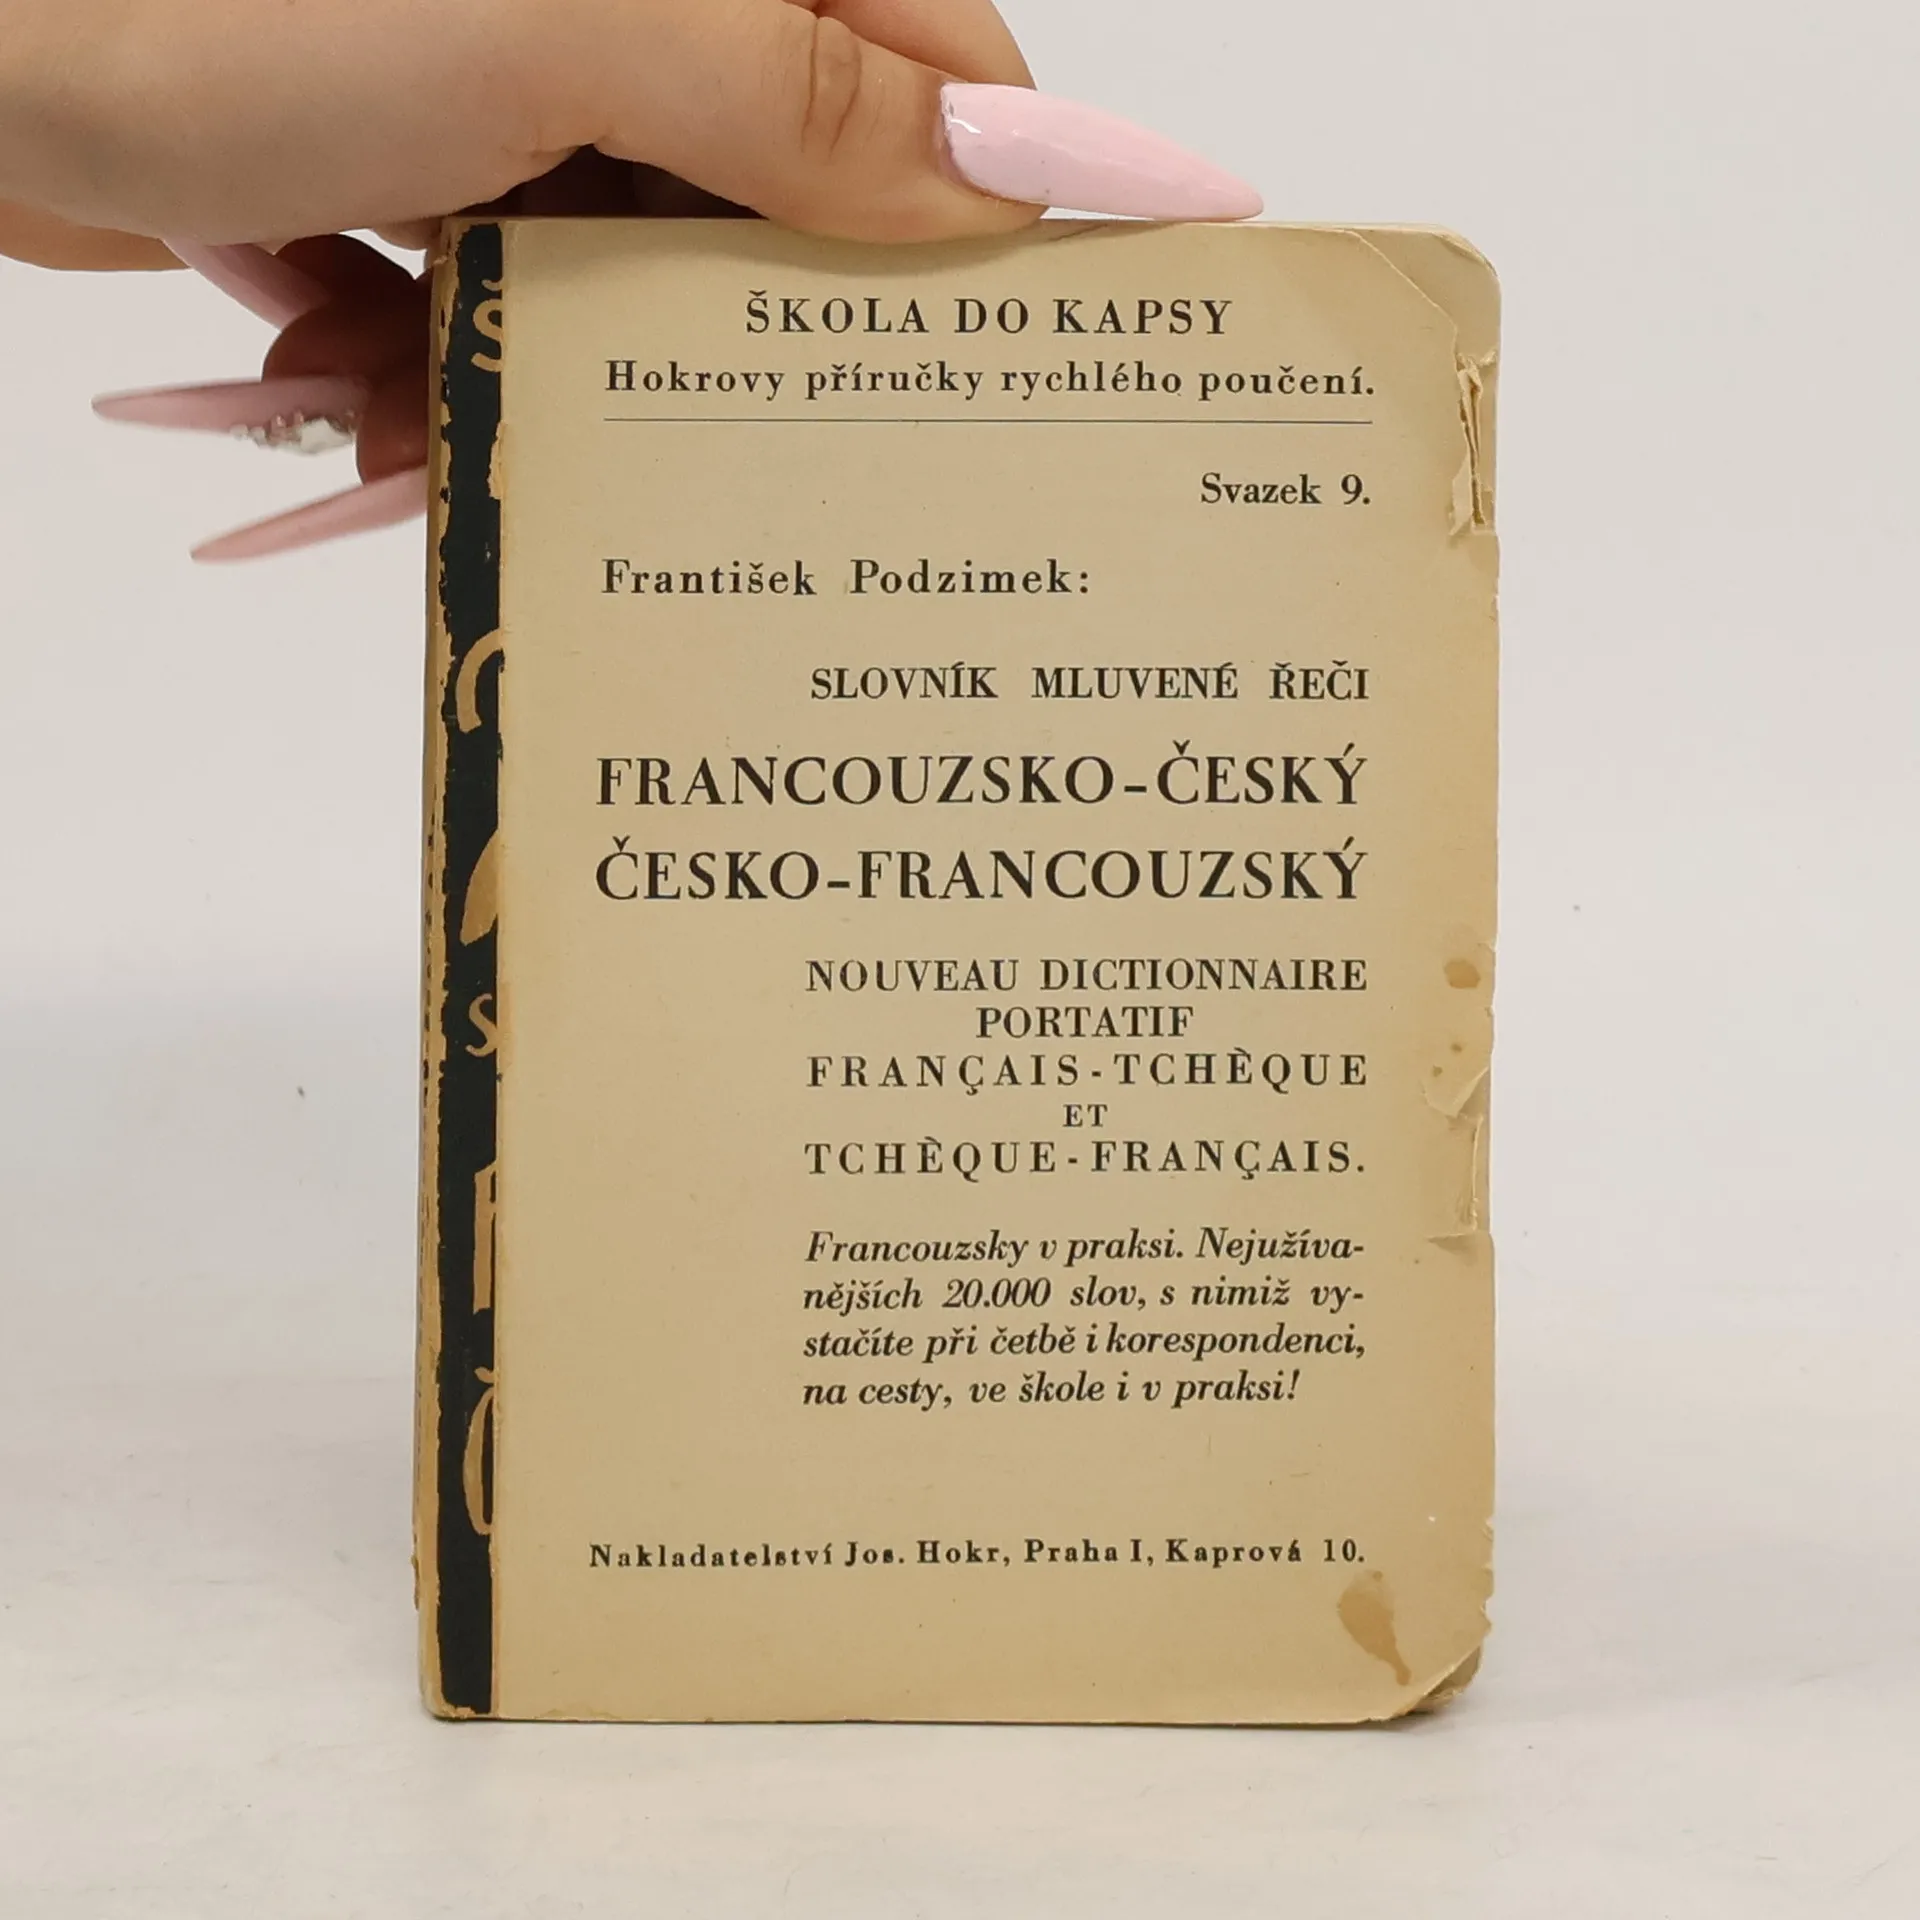 ŠKOLA DO KAPSY
Hokrovy příručky rychlého poučení.
Svazek 9.
František Podzimek:
SLOVNÍK MLUVENÉ ŘEČI
FRANCOUZSKO-ČESKÝ
ČESKO-FRANCOUZSKÝ
NOUVEAU DICTIONNAIRE
PORTATIF
FRANÇAIS-TCHÈQUE
ET
TCHÈQUE-FRANÇAIS.
Francouzsky v praksi. Nejužíva-
nějších 20.000 slov, s nimiž vy-
stačíte při četbě i korespondenci,
na cesty, ve škole i v praksi!
Nakladatelství Jos. Hokr, Praha I, Kaprová 10.